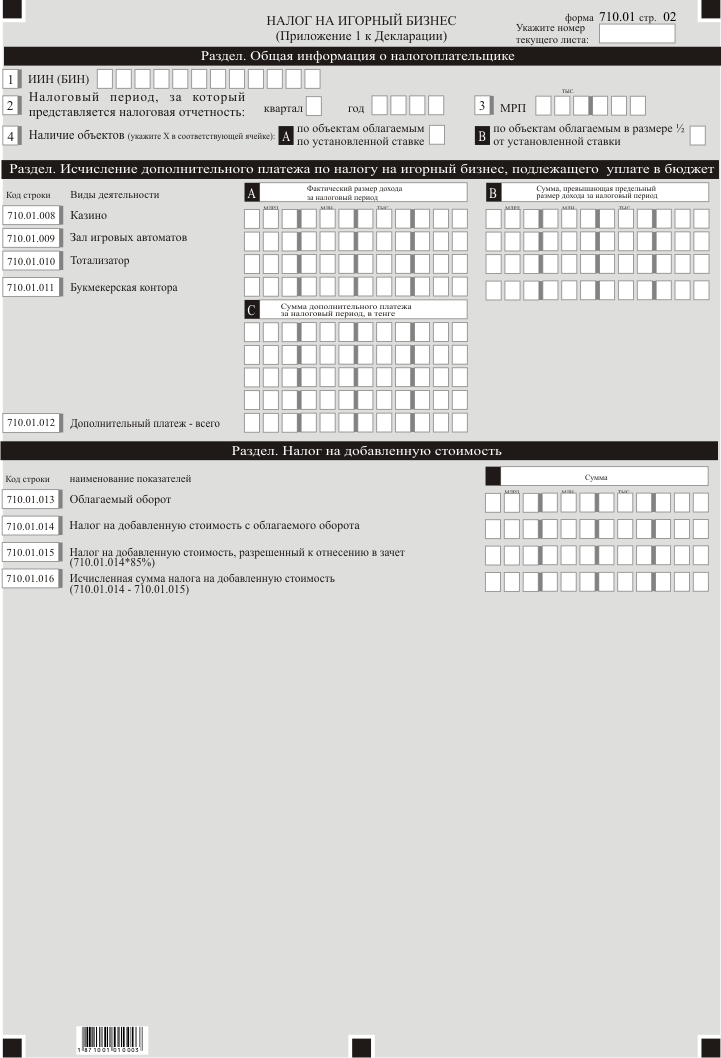 НАЛОГ НА ИГОРНЫЙ БИЗНЕС
(Приложение 1 к Декларации)
форма 710.01 стр. 02
Укажите номер
текущего листа:
Раздел. Общая информация о налогоплательщике
1 ИИН (БИН)
2 Налоговый период, за который
представляется налоговая отчетность:
квартал год
3 МРП
тыс.
4 Наличие объектов (укажите X в соответствующей ячейке):
A по объектам облагаемым
по установленной ставке
B по объектам облагаемым в размере ½
от установленной ставки
Раздел. Исчисление дополнительного платежа по налогу на игорный бизнес, подлежащего уплате в бюджет
Код строки Виды деятельности
A Фактический размер дохода
за налоговый период
B Сумма, превышающая предельный
размер дохода за налоговый период
млрд. млн. тыс. млрд. млн. тыс.
710.01.008 Казино
710.01.009 Зал игровых автоматов
710.01.010 Тотализатор
710.01.011 Букмекерская контора
C Сумма дополнительного платежа
за налоговый период, в тенге
710.01.012 Дополнительный платеж - всего
Раздел. Налог на добавленную стоимость
Код строки наименование показателей Сумма
млрд. млн. тыс.
710.01.013 Облагаемый оборот
710.01.014 Налог на добавленную стоимость с облагаемого оборота
710.01.015 Налог на добавленную стоимость, разрешенный к отнесению в зачет
(710.01.014*85%)
710.01.016 Исчисленная сумма налога на добавленную стоимость
(710.01.014 - 710.01.015)
1 871001 010003